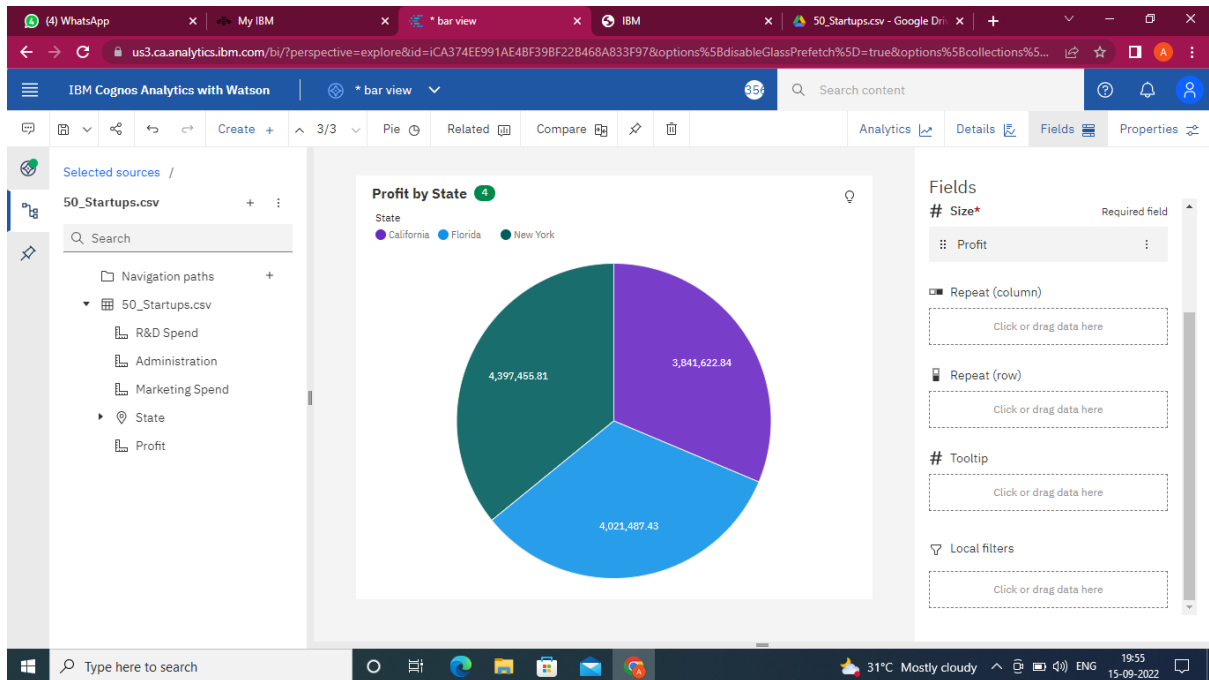 (4) WhatsApp
My IBM
* bar view
IBM
50_Startups.csv - Google Driv
us3.ca.analytics.ibm.com/bi/?perspective=explore&id=iCA374EE991AE4BF39BF22B468A833F97&options%5BdisableGlassPrefetch%5D=true&options%5Bcollections%5...
A
IBM Cognos Analytics with Watson
* bar view
356
Search content
Create +
3/3
Pie
Related
Compare
Analytics
Details
Fields
Properties
Selected sources /
50_Startups.csv
Search
Navigation paths
50_Startups.csv
R&D Spend
Administration
Marketing Spend
State
Profit
Profit by State 4
State
California Florida New York
3,841,622.84
4,397,455.81
4,021,487.43
Fields
# Size* Required field
Profit
Repeat (column)
Click or drag data here
Repeat (row)
Click or drag data here
# Tooltip
Click or drag data here
Local filters
Click or drag data here
Type here to search
31°C Mostly cloudy
ENG
19:55
15-09-2022